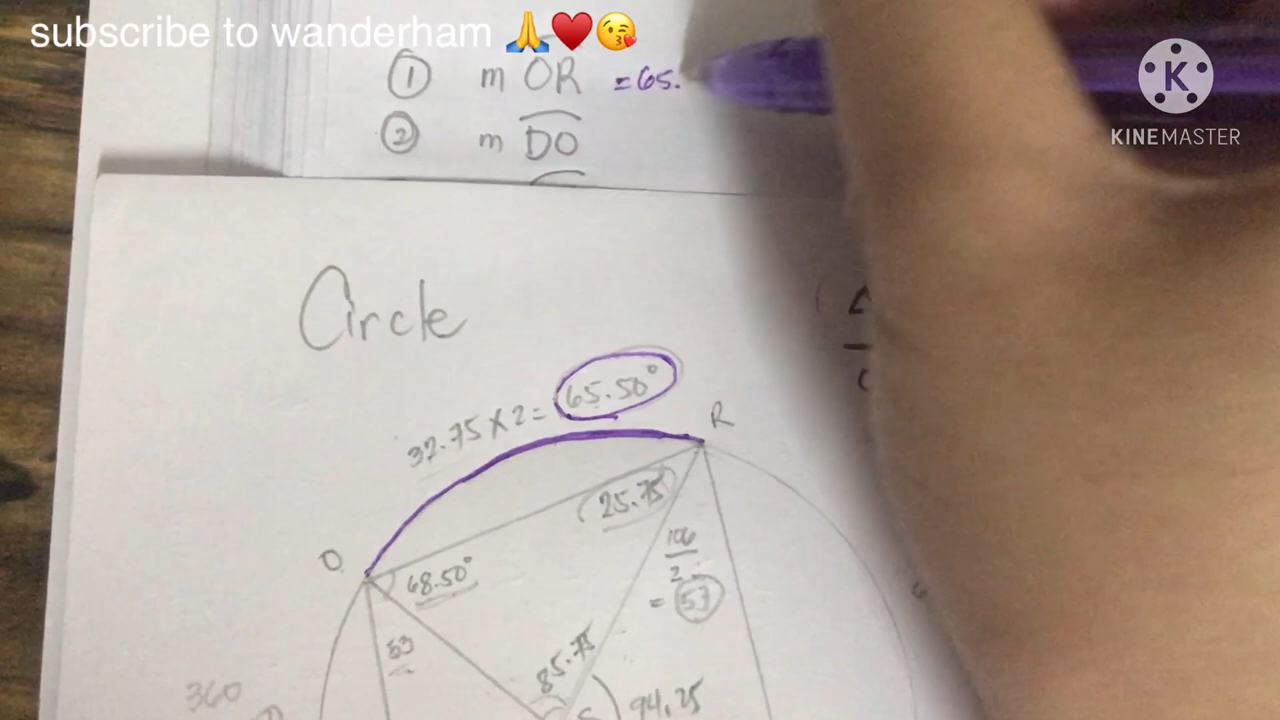 subscribe to wanderham 🙏♥️😘
K
KINEMASTER
① m OR = 65.
② m DO
Circle
32.75 x 2 = 65.50°
R
25.75
O
68.50°
106
2
= 53
53
85.75
94.25
360